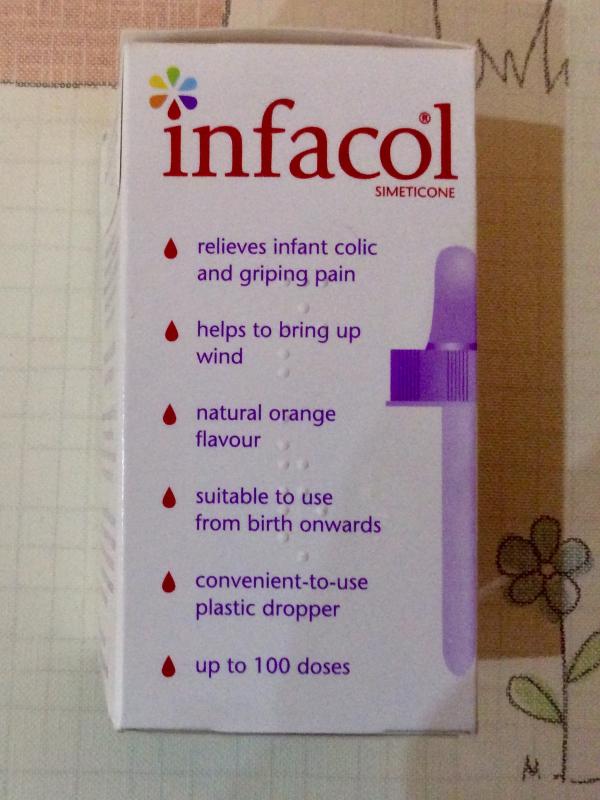 infacol®
SIMETICONE
relieves infant colic
and griping pain
helps to bring up
wind
natural orange
flavour
suitable to use
from birth onwards
convenient-to-use
plastic dropper
up to 100 doses